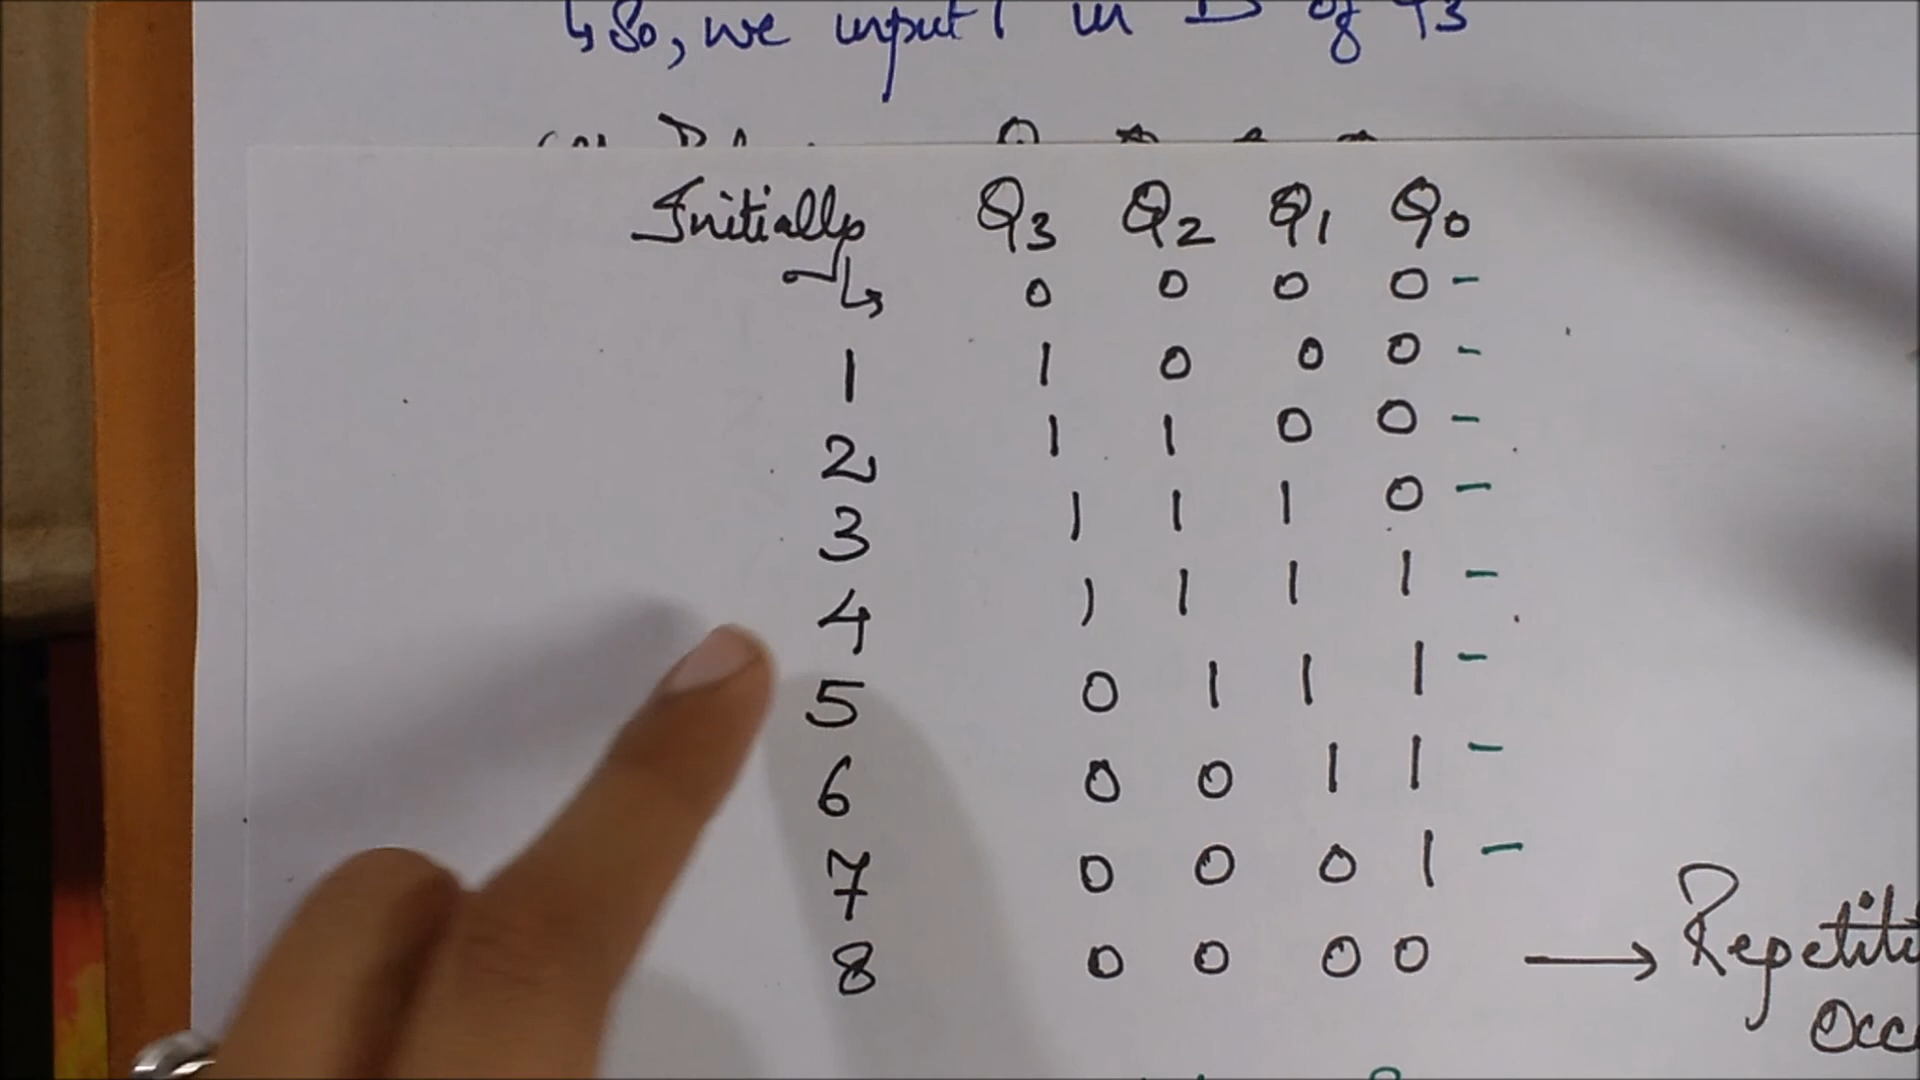 ↳ So, we input 1 in D of Q3
Initially Q3 Q2 Q1 Q0
↳ 0 0 0 0 -
1 1 0 0 0 -
2 1 1 0 0 -
3 1 1 1 0 -
4 1 1 1 1 -
5 0 1 1 1 -
6 0 0 1 1 -
7 0 0 0 1 -
8 0 0 0 0 → Repetiti
Occ